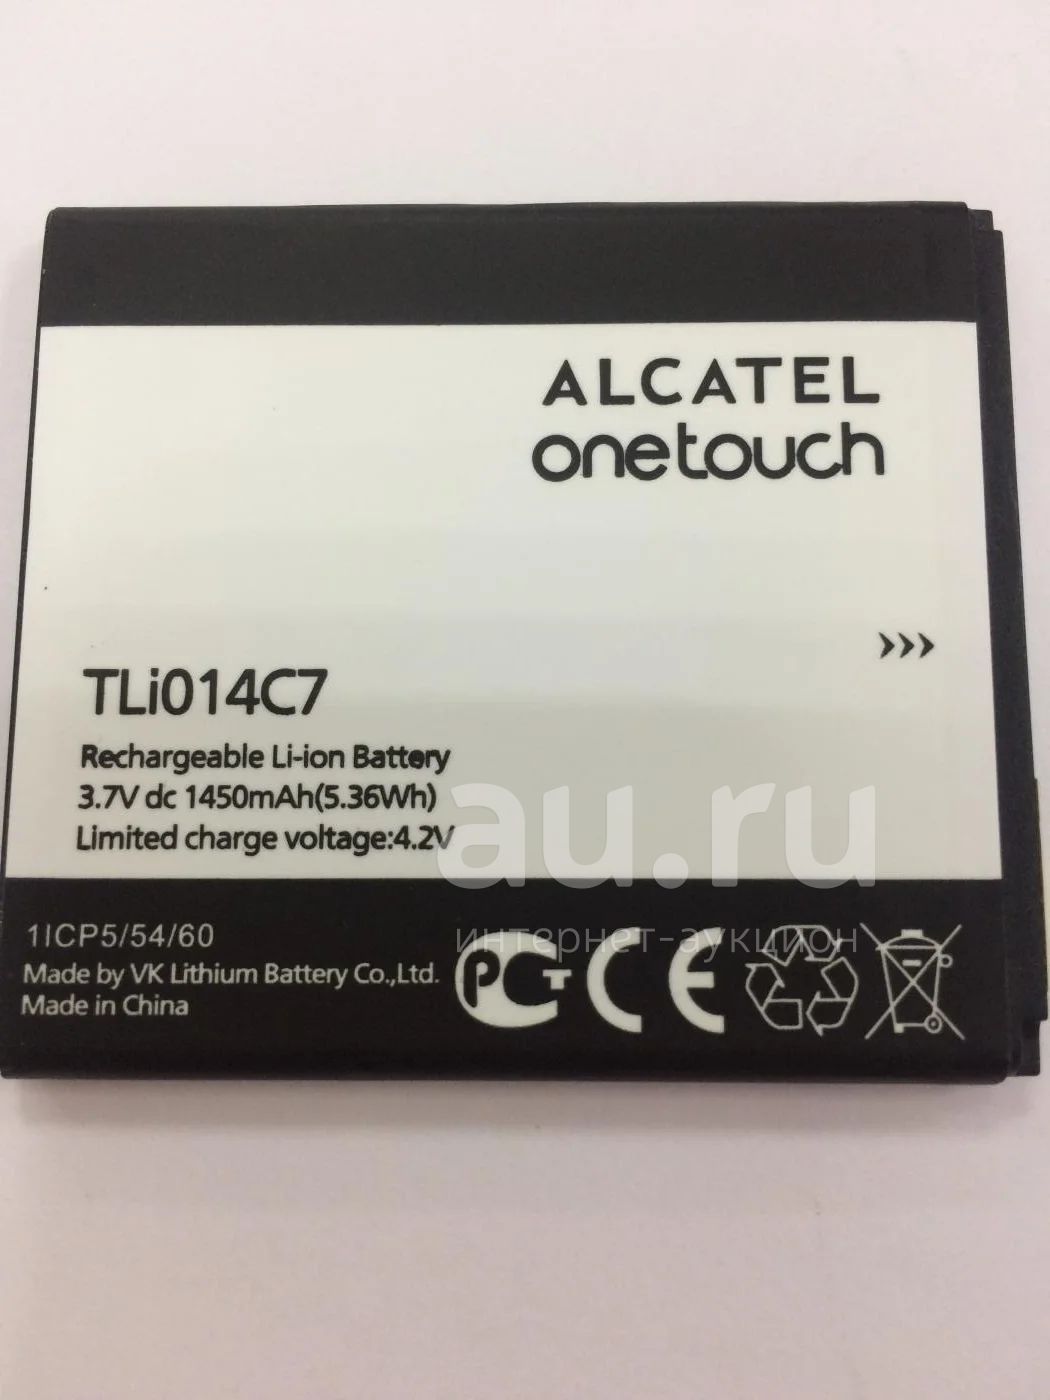 ALCATEL
onetouch
›››
TLi014C7
Rechargeable Li-ion Battery
3.7V dc 1450mAh(5.36Wh)
Limited charge voltage:4.2V
au.ru
интернет-аукцион
1ICP5/54/60
Made by VK Lithium Battery Co.,Ltd.
Made in China
РСТ CE